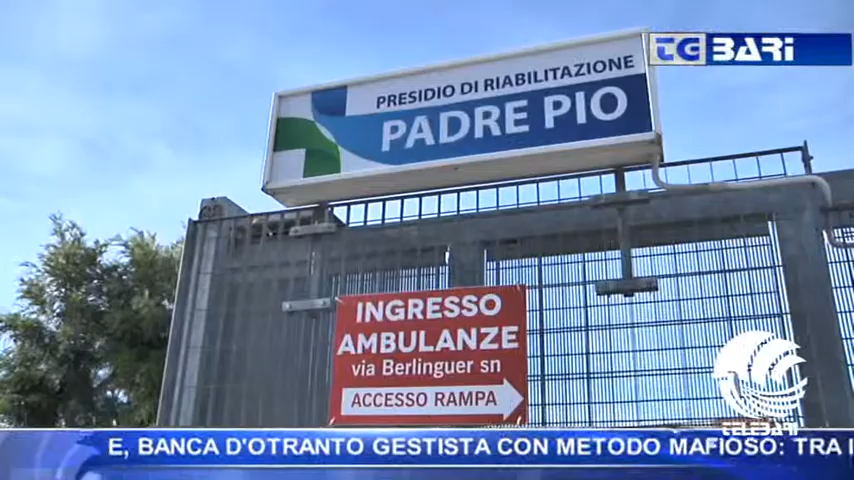 TG BARI
PRESIDIO DI RIABILITAZIONE
PADRE PIO
INGRESSO
AMBULANZE
via Berlinguer sn
ACCESSO RAMPA
TELEBARI
E, BANCA D'OTRANTO GESTISTA CON METODO MAFIOSO: TRA I